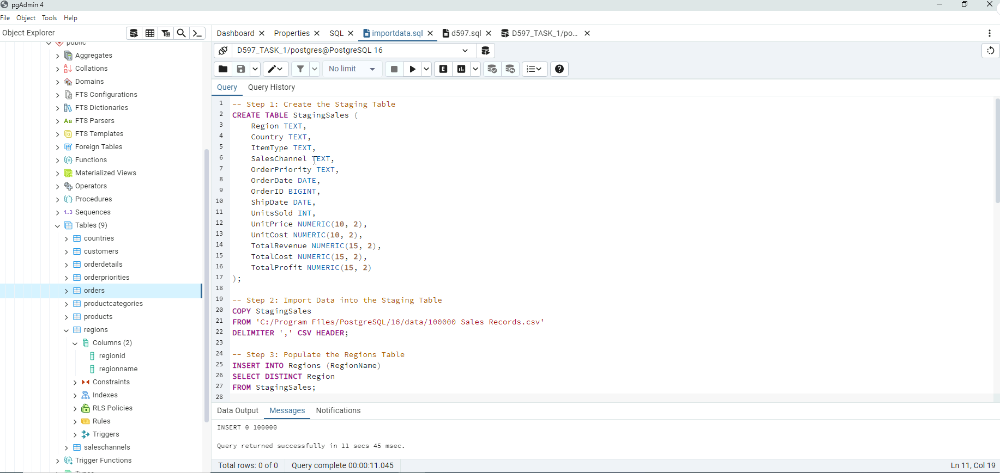 pgAdmin 4
File Object Tools Help
Object Explorer
Dashboard Properties SQL importdata.sql d597.sql D597_TASK_1/po...
public
Aggregates
Collations
Domains
FTS Configurations
FTS Dictionaries
Aa FTS Parsers
FTS Templates
Foreign Tables
Functions
Materialized Views
Operators
Procedures
1..3 Sequences
Tables (9)
countries
customers
orderdetails
orderpriorities
orders
productcategories
products
regions
Columns (2)
regionid
regionname
Constraints
Indexes
RLS Policies
Rules
Triggers
saleschannels
Trigger Functions
D597_TASK_1/postgres@PostgreSQL 16
No limit
E
Query Query History
1 -- Step 1: Create the Staging Table
2 CREATE TABLE StagingSales (
3 Region TEXT,
4 Country TEXT,
5 ItemType TEXT,
6 SalesChannel TEXT,
7 OrderPriority TEXT,
8 OrderDate DATE,
9 OrderID BIGINT,
10 ShipDate DATE,
11 UnitsSold INT,
12 UnitPrice NUMERIC(10, 2),
13 UnitCost NUMERIC(10, 2),
14 TotalRevenue NUMERIC(15, 2),
15 TotalCost NUMERIC(15, 2),
16 TotalProfit NUMERIC(15, 2)
17 );
18
19 -- Step 2: Import Data into the Staging Table
20 COPY StagingSales
21 FROM 'C:/Program Files/PostgreSQL/16/data/100000 Sales Records.csv'
22 DELIMITER ',' CSV HEADER;
23
24 -- Step 3: Populate the Regions Table
25 INSERT INTO Regions (RegionName)
26 SELECT DISTINCT Region
27 FROM StagingSales;
28
Data Output Messages Notifications
INSERT 0 100000
Query returned successfully in 11 secs 45 msec.
Total rows: 0 of 0 Query complete 00:00:11.045 Ln 11, Col 19